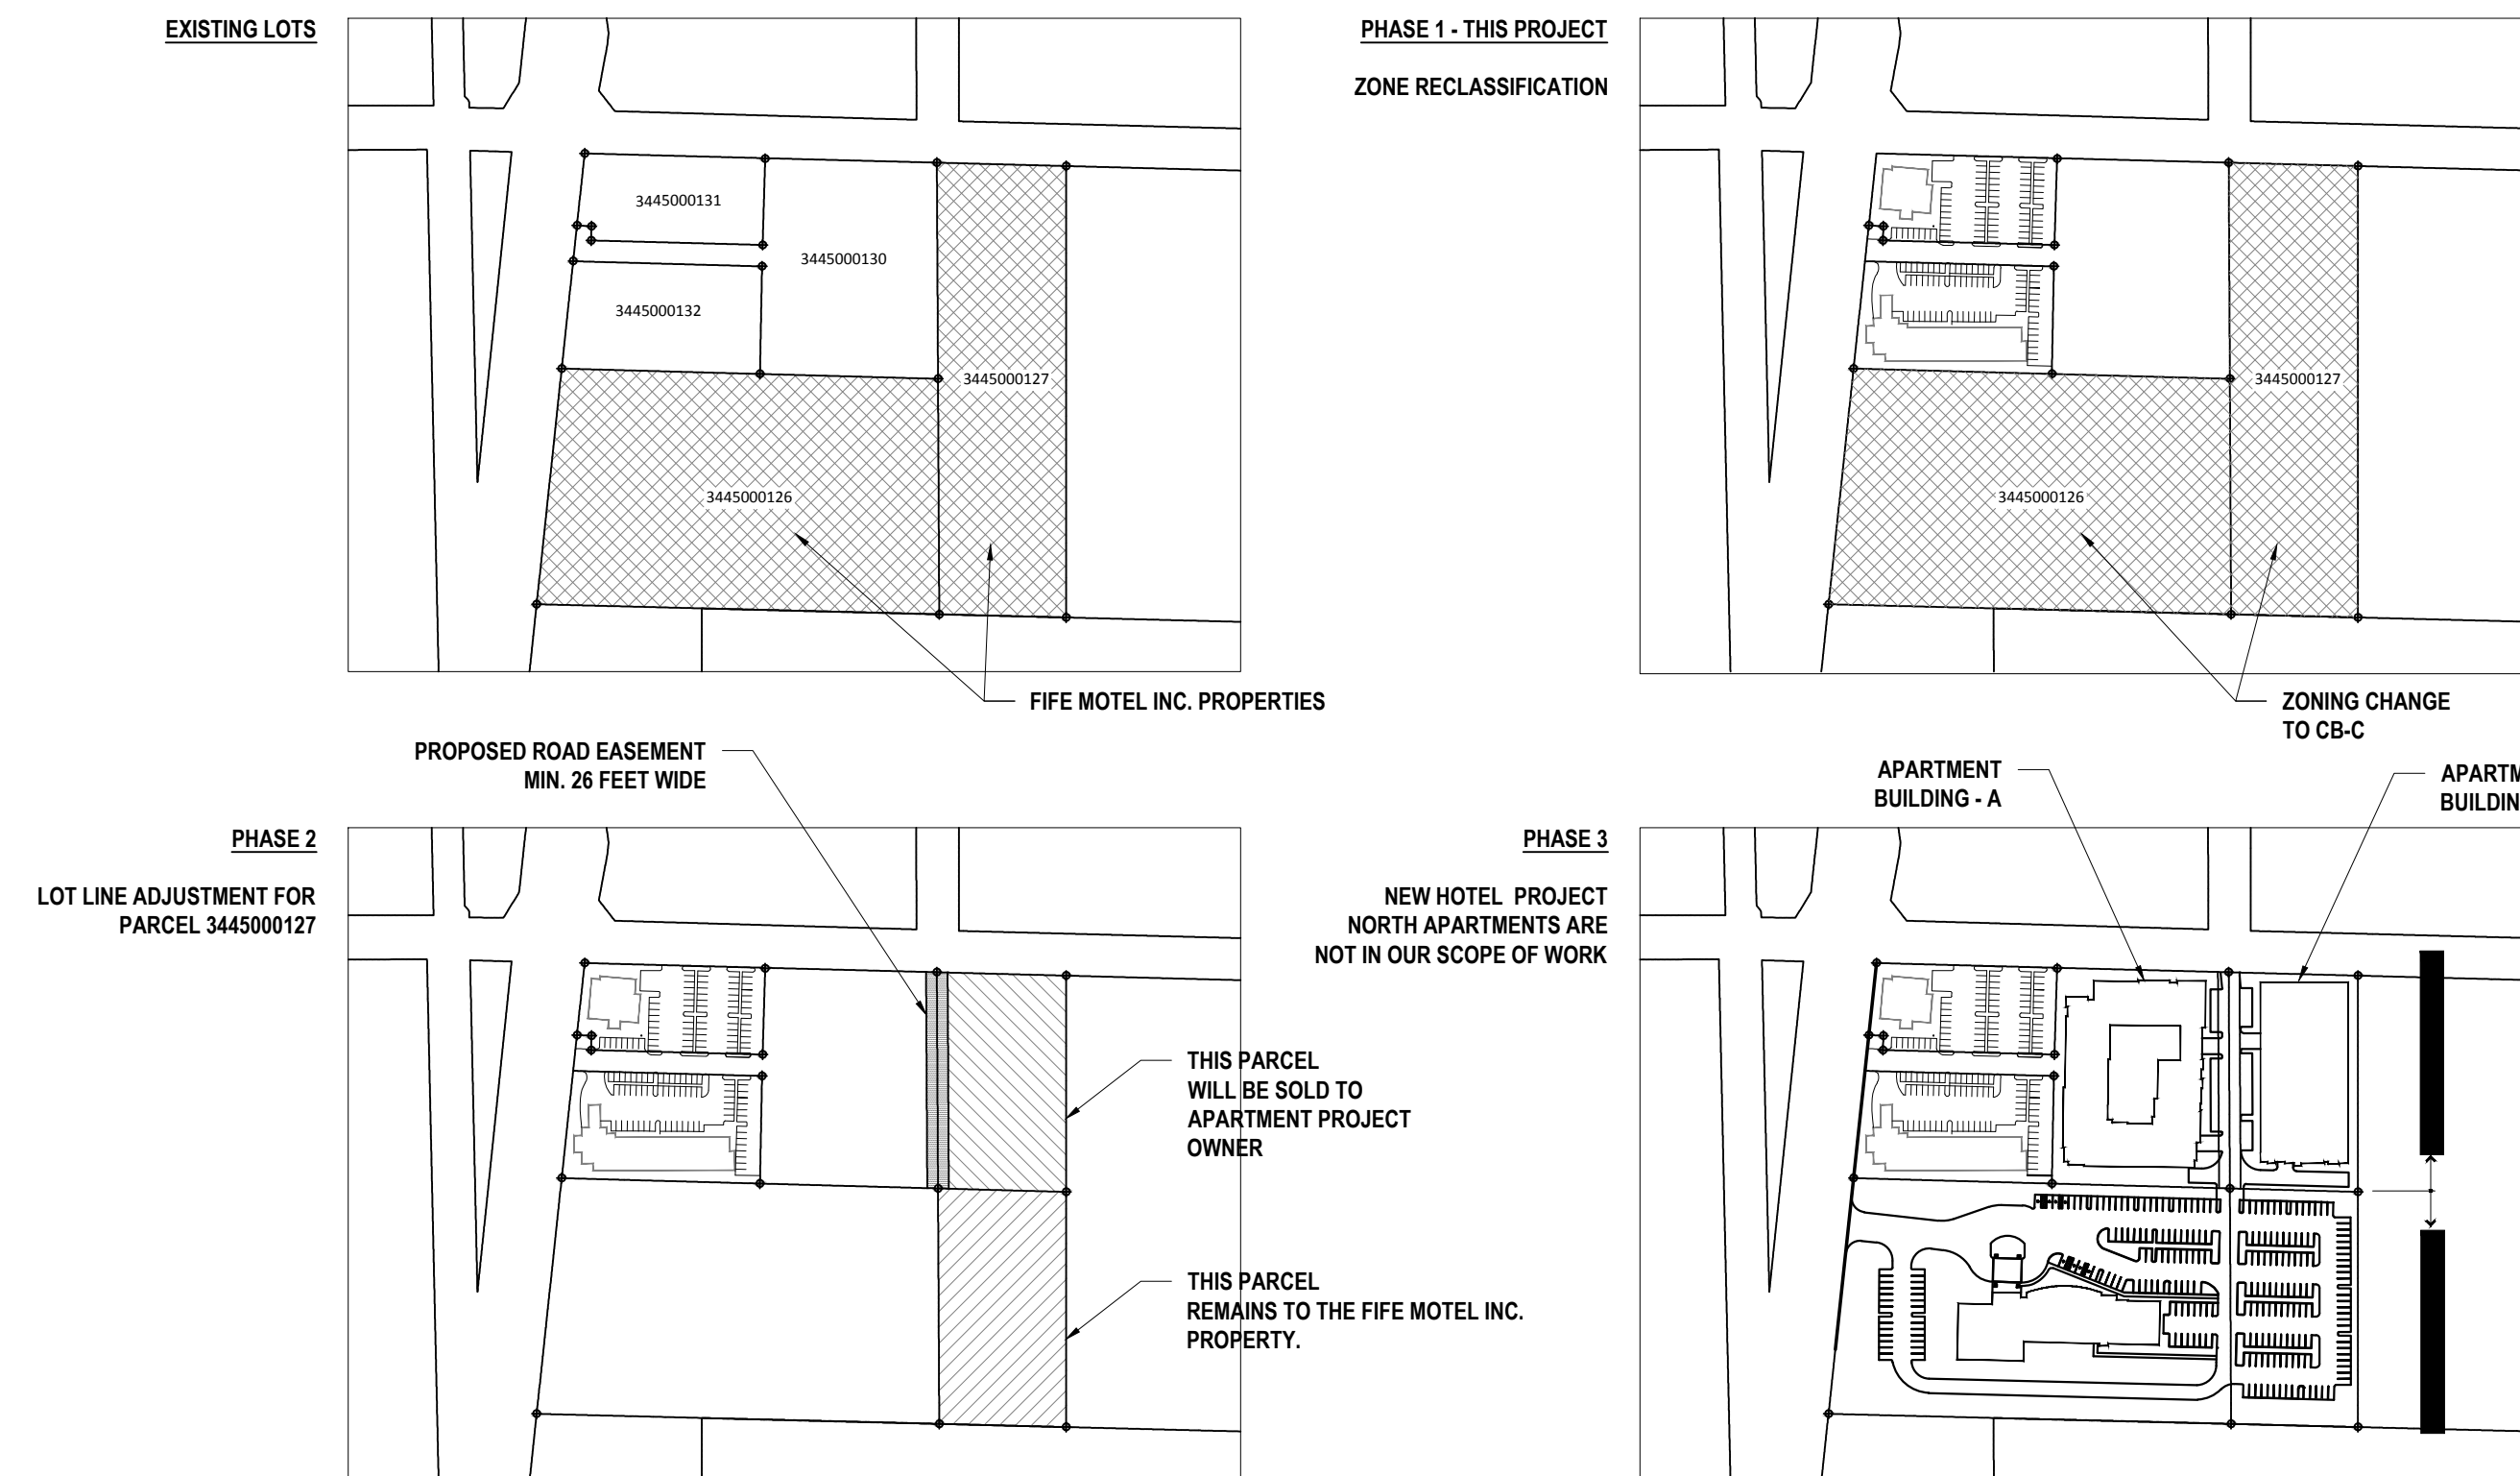 EXISTING LOTS
3445000131
3445000130
3445000132
3445000127
3445000126
FIFE MOTEL INC. PROPERTIES
PHASE 1 - THIS PROJECT
ZONE RECLASSIFICATION
3445000127
3445000126
ZONING CHANGE
TO CB-C
PROPOSED ROAD EASEMENT
MIN. 26 FEET WIDE
PHASE 2
LOT LINE ADJUSTMENT FOR
PARCEL 3445000127
THIS PARCEL
WILL BE SOLD TO
APARTMENT PROJECT
OWNER
THIS PARCEL
REMAINS TO THE FIFE MOTEL INC.
PROPERTY.
APARTMENT
BUILDING - A
APARTM
BUILDIN
PHASE 3
NEW HOTEL PROJECT
NORTH APARTMENTS ARE
NOT IN OUR SCOPE OF WORK